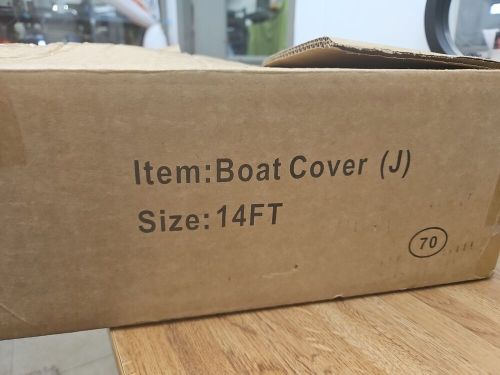 Item:Boat Cover (J)
Size:14FT
70